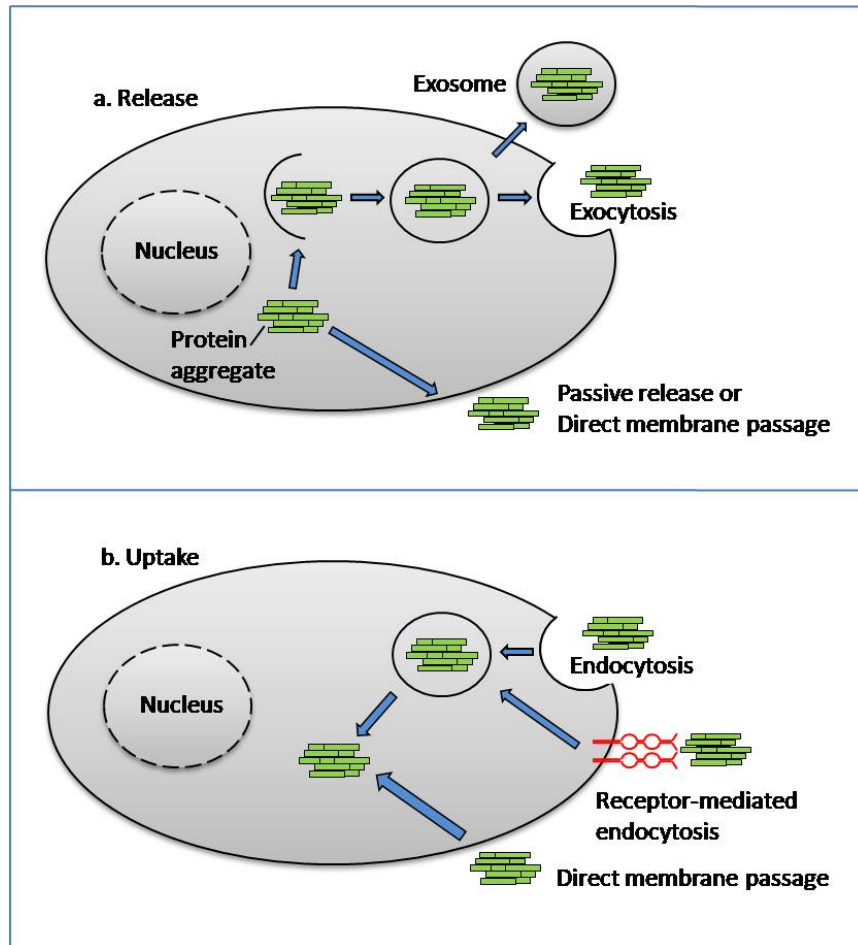 a. Release
Exosome
Exocytosis
Nucleus
Protein
aggregate
Passive release or
Direct membrane passage
b. Uptake
Endocytosis
Nucleus
Receptor-mediated
endocytosis
Direct membrane passage